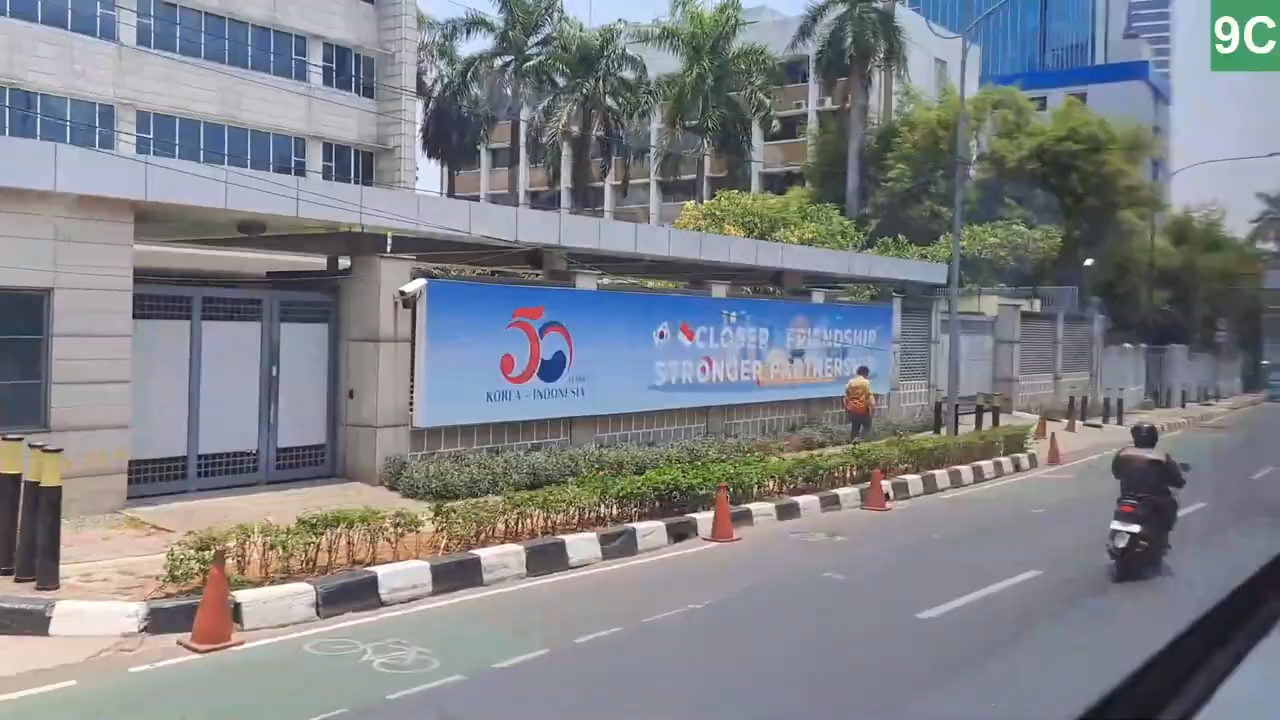 9C
50
KOREA - INDONESIA
CLOSER FRIENDSHIP
STRONGER PARTNERSHIP